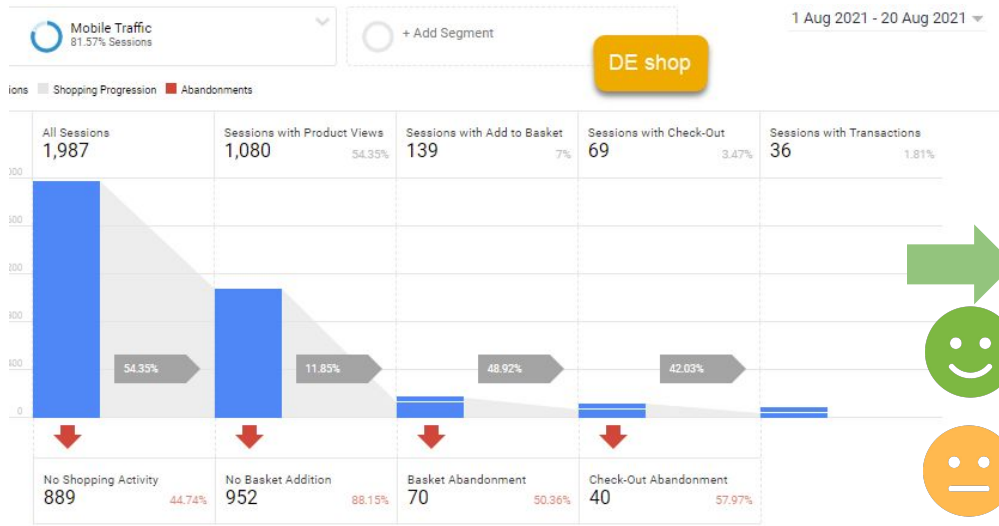 Mobile Traffic
81.57% Sessions
+ Add Segment
1 Aug 2021 - 20 Aug 2021
DE shop
Shopping Progression
Abandonments
All Sessions
1,987
Sessions with Product Views
1,080
54.35%
Sessions with Add to Basket
139
7%
Sessions with Check-Out
69
3.47%
Sessions with Transactions
36
1.81%
54.35%
11.85%
48.92%
42.03%
0
No Shopping Activity
889
44.74%
No Basket Addition
952
88.15%
Basket Abandonment
70
50.36%
Check-Out Abandonment
40
57.97%